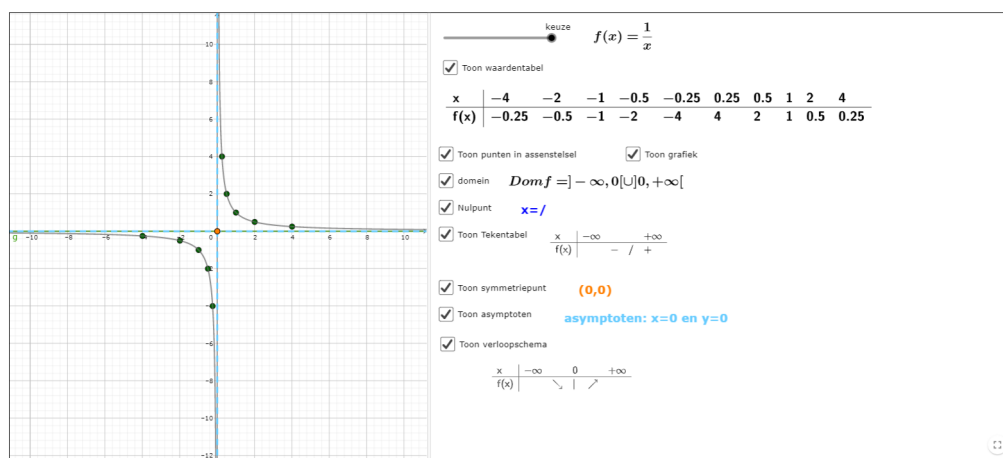 keuze
f(x) = 1/x
Toon waardentabel
x −4 −2 −1 −0.5 −0.25 0.25 0.5 1 2 4
f(x) −0.25 −0.5 −1 −2 −4 4 2 1 0.5 0.25
Toon punten in assenstelsel Toon grafiek
domein Domf =]−∞, 0[∪]0, +∞[
Nulpunt x=/
Toon Tekentabel
x −∞ +∞
f(x) − / +
Toon symmetriepunt (0,0)
Toon asymptoten asymptoten: x=0 en y=0
Toon verloopschema
x −∞ 0 +∞
f(x) ↘ | ↗
10
8
6
4
2
g −10 −8 −6 −4 −2 0 2 4 6 8 10
−6
−8
−10
−12